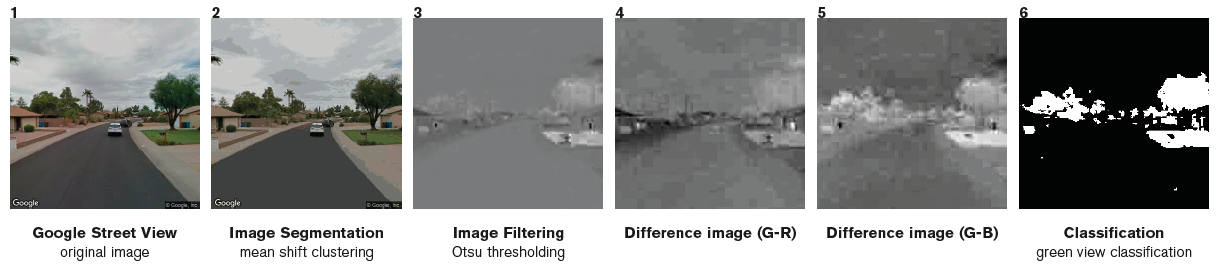 1
2
3
4
5
6
Google
© Google, Inc
Google
© Google, Inc
Google Street View
original image
Image Segmentation
mean shift clustering
Image Filtering
Otsu thresholding
Difference image (G-R)
Difference image (G-B)
Classification
green view classification